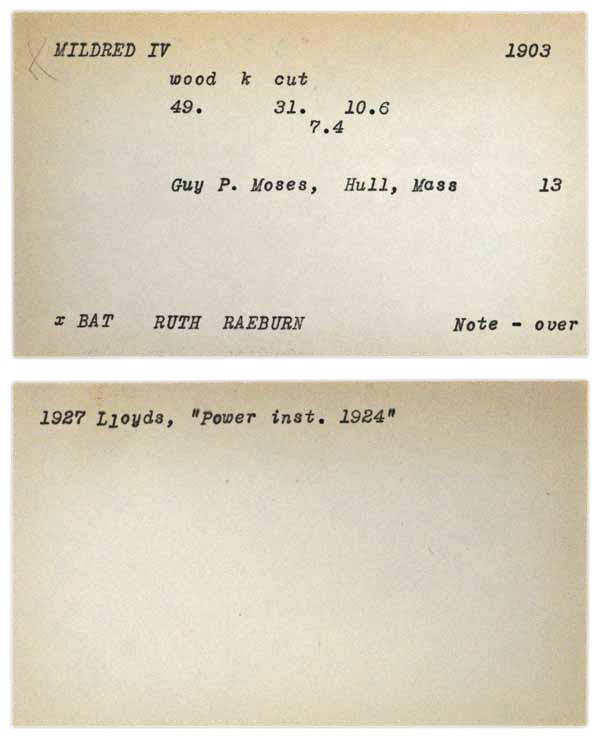 MILDRED IV 1903
wood k cut
49. 31. 10.6
7.4
Guy P. Moses, Hull, Mass 13
x BAT RUTH RAEBURN Note - over
1927 Lloyds, "Power inst. 1924"